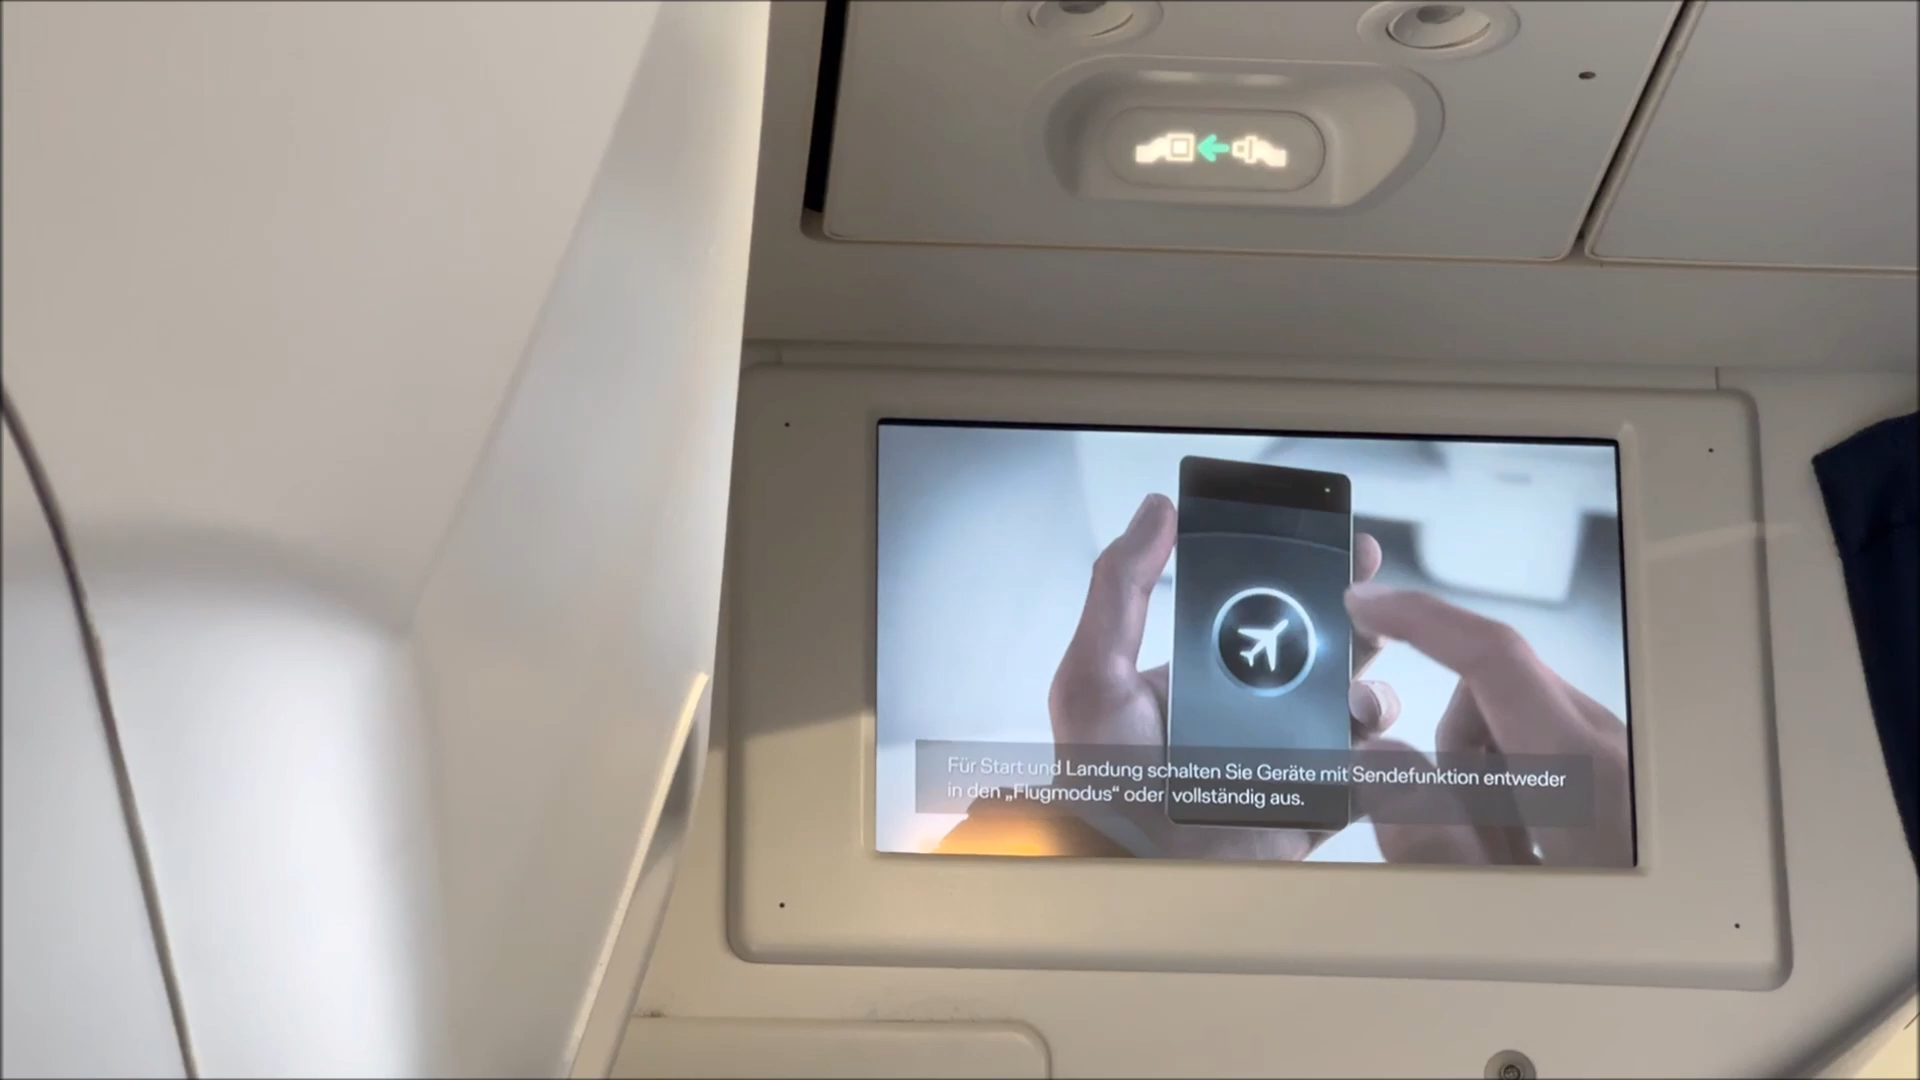 Für Start und Landung schalten Sie Geräte mit Sendefunktion entweder
in den „Flugmodus“ oder vollständig aus.